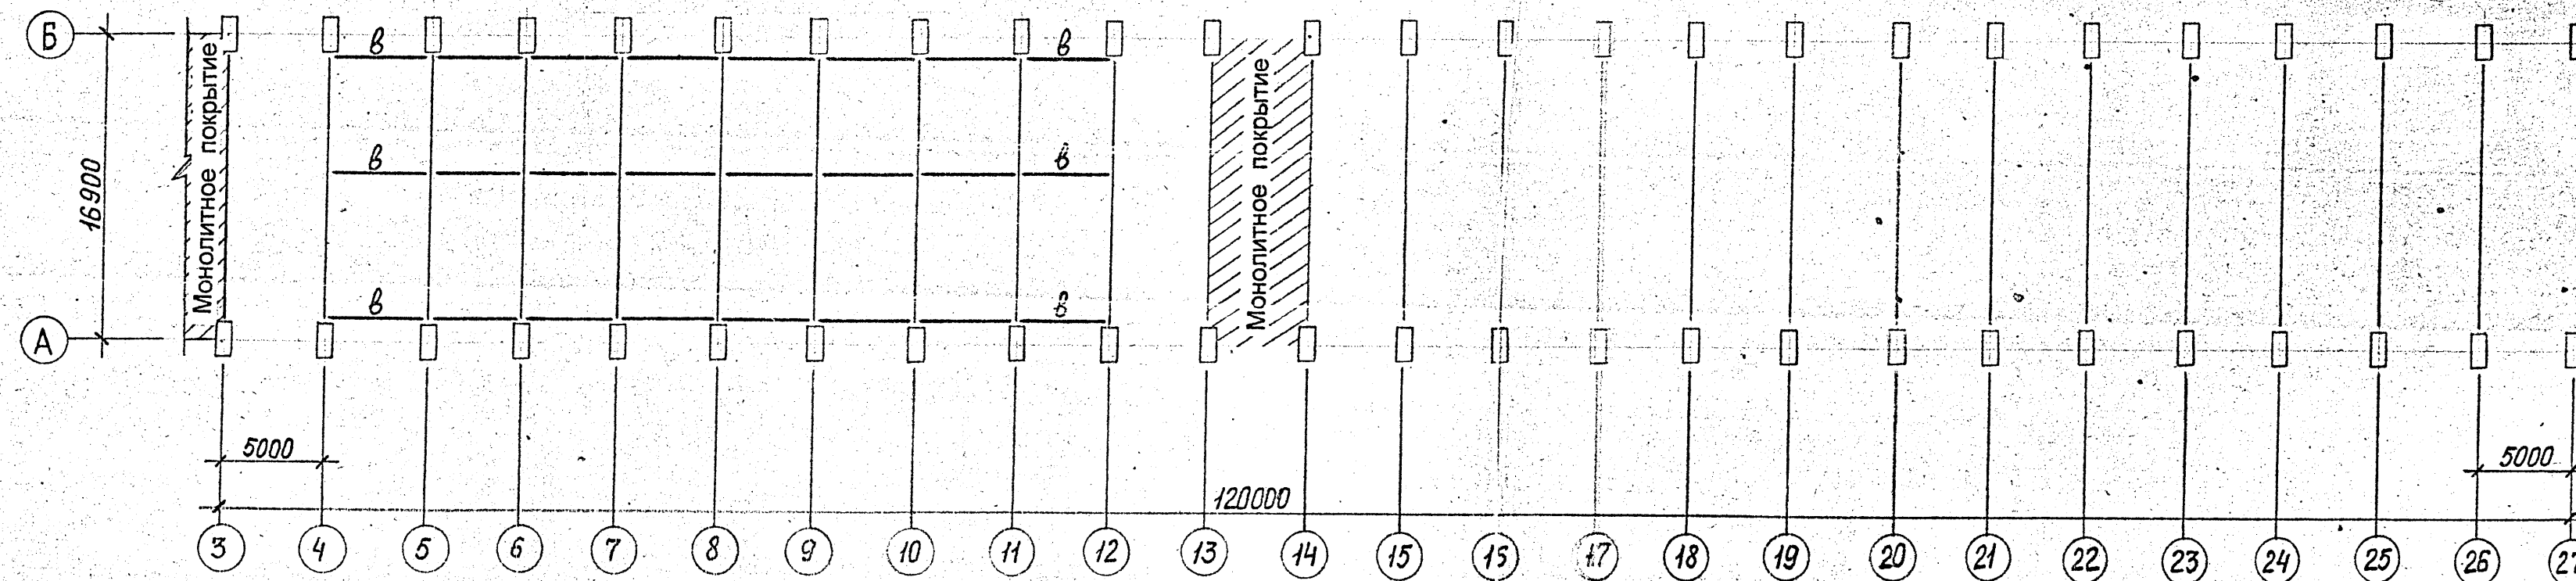 Б
в
в
Монолитное покрытие
Монолитное покрытие
16900
в
в
в
в
А
5000
5000
120000
3
4
5
6
7
8
9
10
11
12
13
14
15
16
17
18
19
20
21
22
23
24
25
26
27